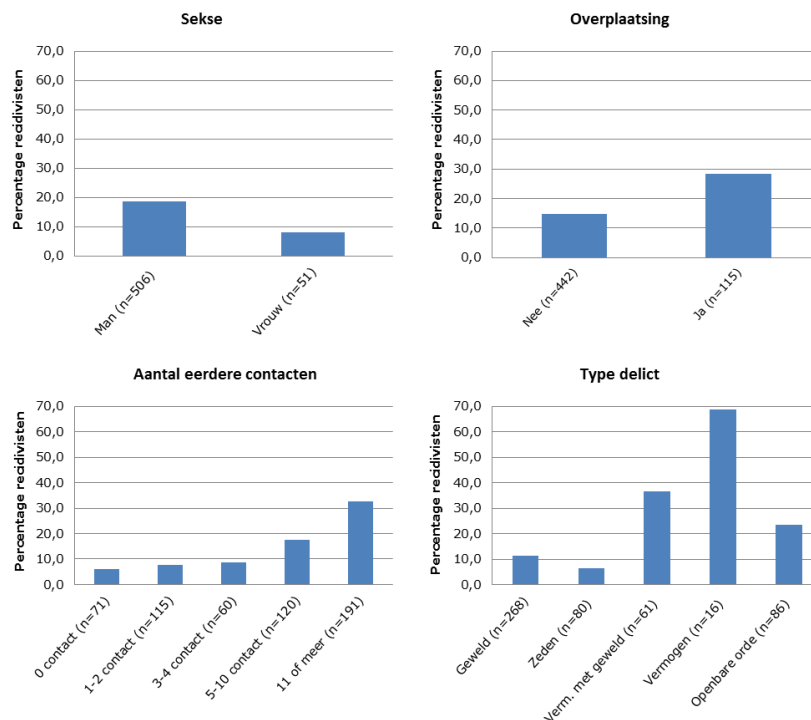 Sekse
Percentage recidivisten
70,0
60,0
50,0
40,0
30,0
20,0
10,0
0,0
Man (n=506)
Vrouw (n=51)
Overplaatsing
Percentage recidivisten
70,0
60,0
50,0
40,0
30,0
20,0
10,0
0,0
Nee (n=442)
Ja (n=115)
Aantal eerdere contacten
Percentage recidivisten
70,0
60,0
50,0
40,0
30,0
20,0
10,0
0,0
0 contact (n=71)
1-2 contact (n=115)
3-4 contact (n=60)
5-10 contact (n=120)
11 of meer (n=191)
Type delict
Percentage recidivisten
70,0
60,0
50,0
40,0
30,0
20,0
10,0
0,0
Geweld (n=268)
Zeden (n=80)
Verm. met geweld (n=61)
Vermogen (n=16)
Openbare orde (n=86)